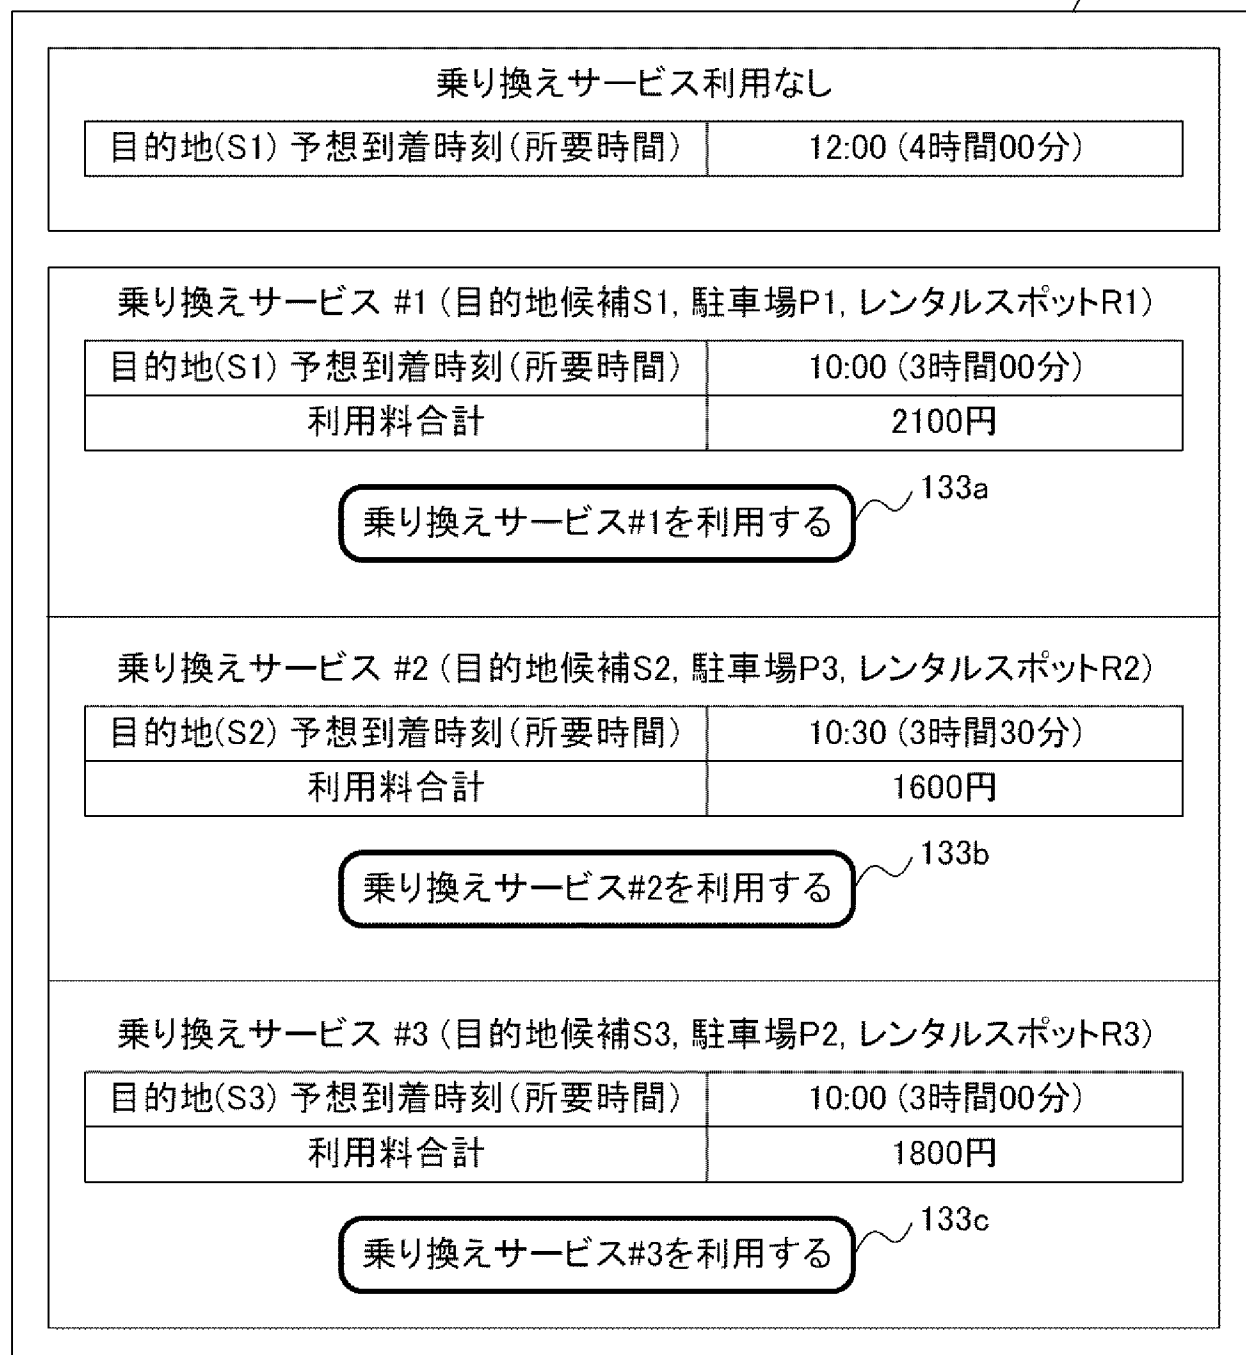 乗り換えサービス利用なし
目的地(S1) 予想到着時刻(所要時間) 12:00 (4時間00分)
乗り換えサービス #1 (目的地候補S1, 駐車場P1, レンタルスポットR1)
目的地(S1) 予想到着時刻(所要時間) 10:00 (3時間00分)
利用料合計 2100円
乗り換えサービス#1を利用する 133a
乗り換えサービス #2 (目的地候補S2, 駐車場P3, レンタルスポットR2)
目的地(S2) 予想到着時刻(所要時間) 10:30 (3時間30分)
利用料合計 1600円
乗り換えサービス#2を利用する 133b
乗り換えサービス #3 (目的地候補S3, 駐車場P2, レンタルスポットR3)
目的地(S3) 予想到着時刻(所要時間) 10:00 (3時間00分)
利用料合計 1800円
乗り換えサービス#3を利用する 133c